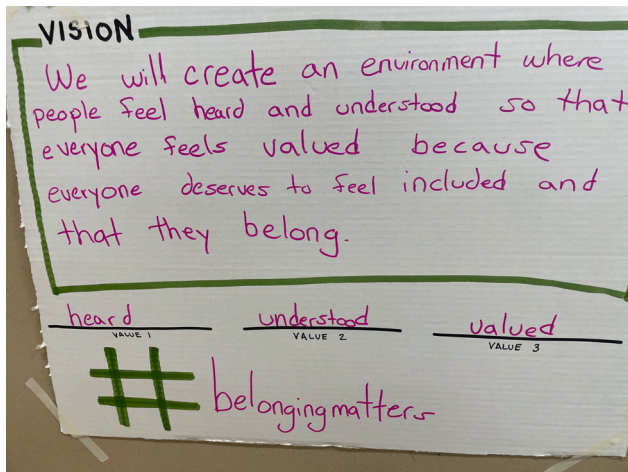 VISION
We will create an environment where
people feel heard and understood so that
everyone feels valued because
everyone deserves to feel included and
that they belong.
heard understood valued
VALUE 1 VALUE 2 VALUE 3
#belongingmatters